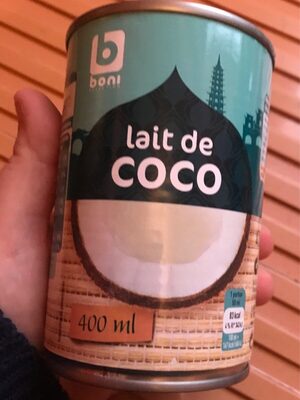 boni
lait de
COCO
400 ml